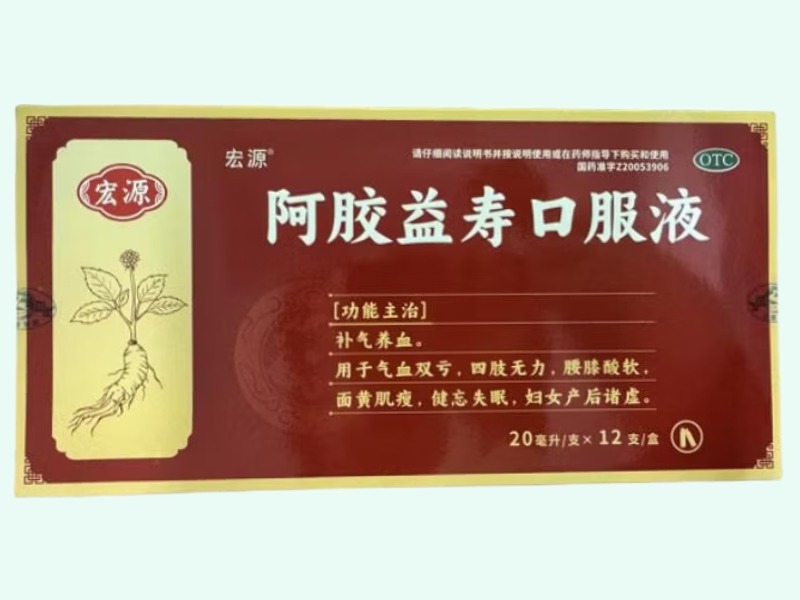 宏源
宏源®
请仔细阅读说明书并按说明使用或在药师指导下购买和使用
国药准字Z20053906
OTC
阿胶益寿口服液
[功能主治]
补气养血。
用于气血双亏，四肢无力，腰膝酸软，
面黄肌瘦，健忘失眠，妇女产后诸虚。
20毫升/支×12支/盒